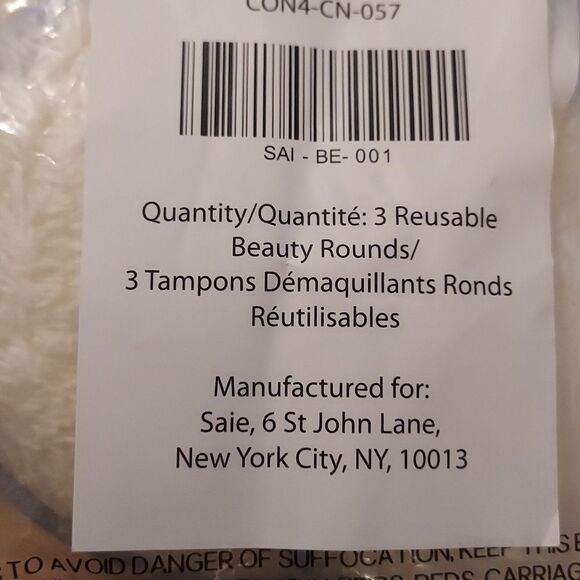 CON4-CN-057
SAI - BE- 001
Quantity/Quantité: 3 Reusable
Beauty Rounds/
3 Tampons Démaquillants Ronds
Réutilisables
Manufactured for:
Saie, 6 St John Lane,
New York City, NY, 10013
TO AVOID DANGER OF SUFFOCATION, KEEP THIS
CARRIAG